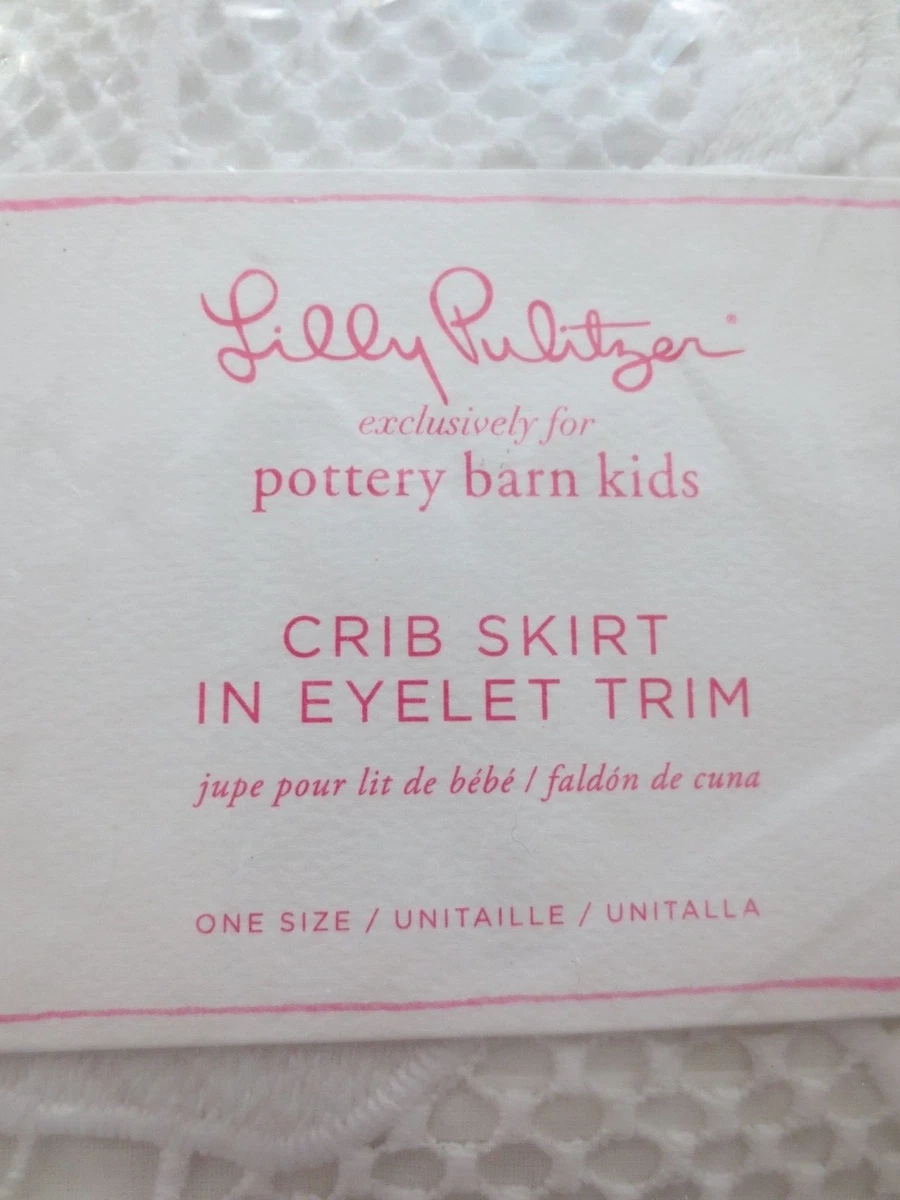 Lilly Pulitzer®
exclusively for
pottery barn kids
CRIB SKIRT
IN EYELET TRIM
jupe pour lit de bébé / faldón de cuna
ONE SIZE / UNITAILLE / UNITALLA